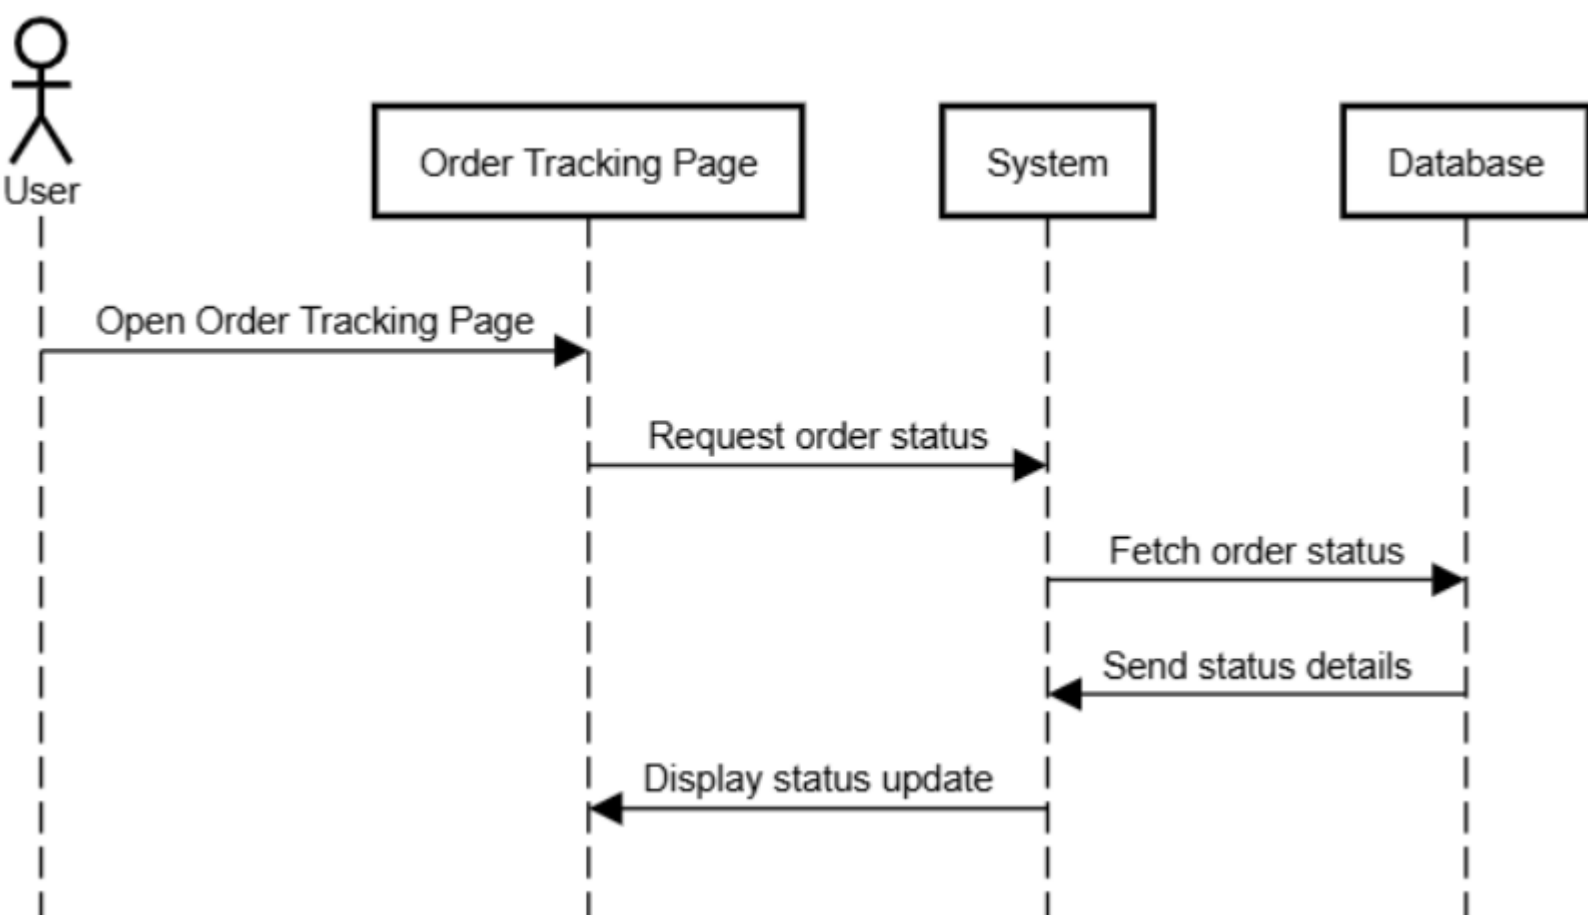 User
Order Tracking Page
System
Database
Open Order Tracking Page
Request order status
Fetch order status
Send status details
Display status update